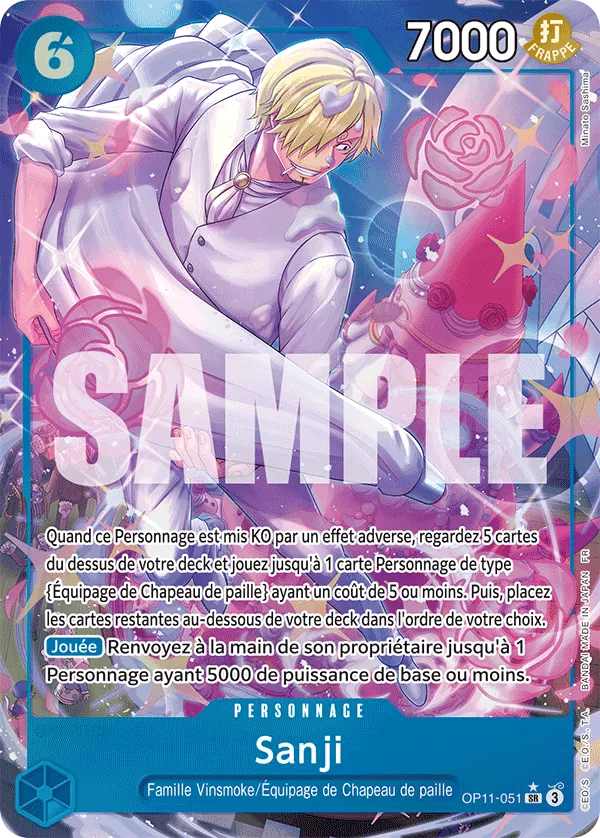 6
7000
打
FRAPPE
Minato Sashima
SAMPLE
Quand ce Personnage est mis KO par un effet adverse, regardez 5 cartes
du dessus de votre deck et jouez jusqu'à 1 carte Personnage de type
{Équipage de Chapeau de paille} ayant un coût de 5 ou moins. Puis, placez
les cartes restantes au-dessous de votre deck dans l'ordre de votre choix.
Jouée Renvoyez à la main de son propriétaire jusqu'à 1
Personnage ayant 5000 de puissance de base ou moins.
©E.O./S., T.A. BANDAI MADE IN JAPAN FR
©EO/S
PERSONNAGE
Sanji
Famille Vinsmoke/Équipage de Chapeau de paille
OP11-051 SR 3